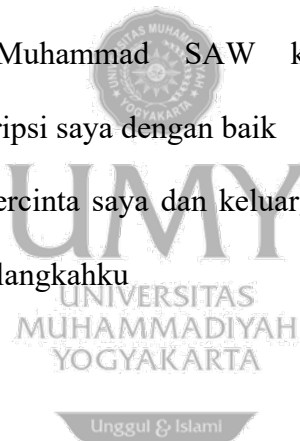 Muhammad SAW k
ripsi saya dengan baik
ercinta saya dan keluar
langkahku
UMY
UNIVERSITAS
MUHAMMADIYAH
YOGYAKARTA
Unggul & Islami